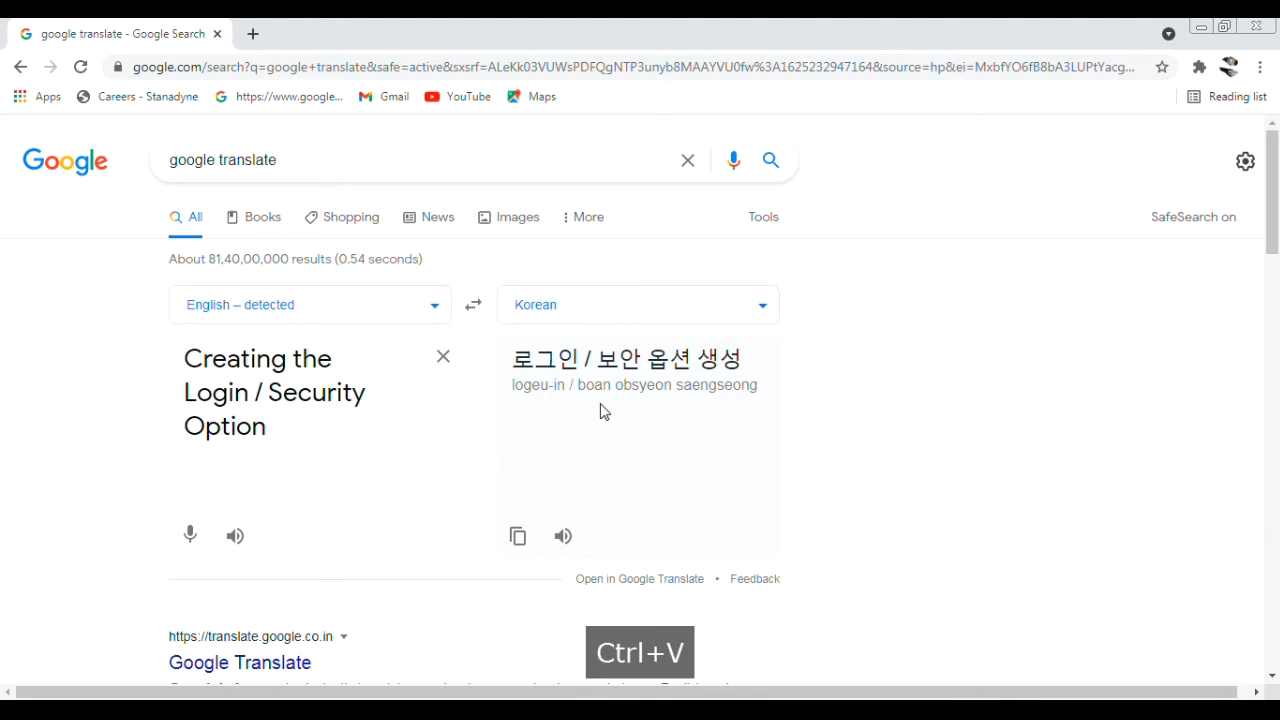 google translate - Google Search
google.com/search?q=google+translate&safe=active&sxsrf=ALeKk03VUWsPDFQgNTP3unyb8MAAYVU0fw%3A1625232947164&source=hp&ei=MxbfYO6fB8bA3LUPtYacg...
Apps Careers - Stanadyne https://www.google... Gmail YouTube Maps Reading list
Google google translate
All Books Shopping News Images More Tools SafeSearch on
About 81,40,00,000 results (0.54 seconds)
English – detected Korean
Creating the
Login / Security
Option
로그인 / 보안 옵션 생성
logeu-in / boan obsyeon saengseong
Open in Google Translate • Feedback
https://translate.google.co.in
Google Translate
Ctrl+V